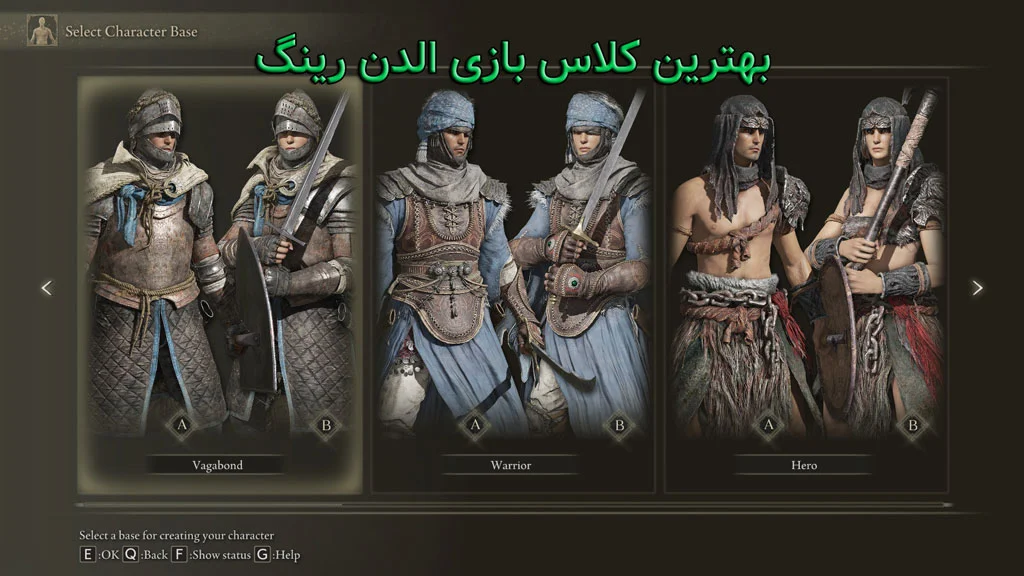 Select Character Base
بهترین کلاس بازی الدن رینگ
A
B
A
B
A
B
Vagabond
Warrior
Hero
Select a base for creating your character
E:OK Q:Back F:Show status G:Help